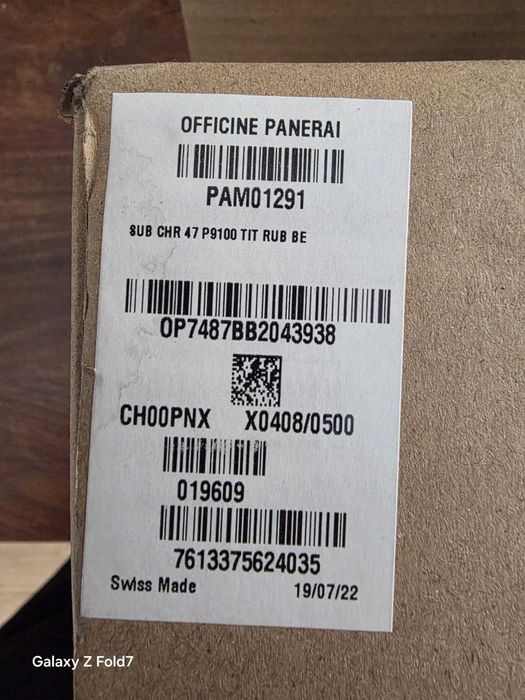 OFFICINE PANERAI
PAM01291
SUB CHR 47 P9100 TIT RUB BE
OP7487BB2043938
CH00PNX X0408/0500
019609
7613375624035
Swiss Made 19/07/22
Galaxy Z Fold7